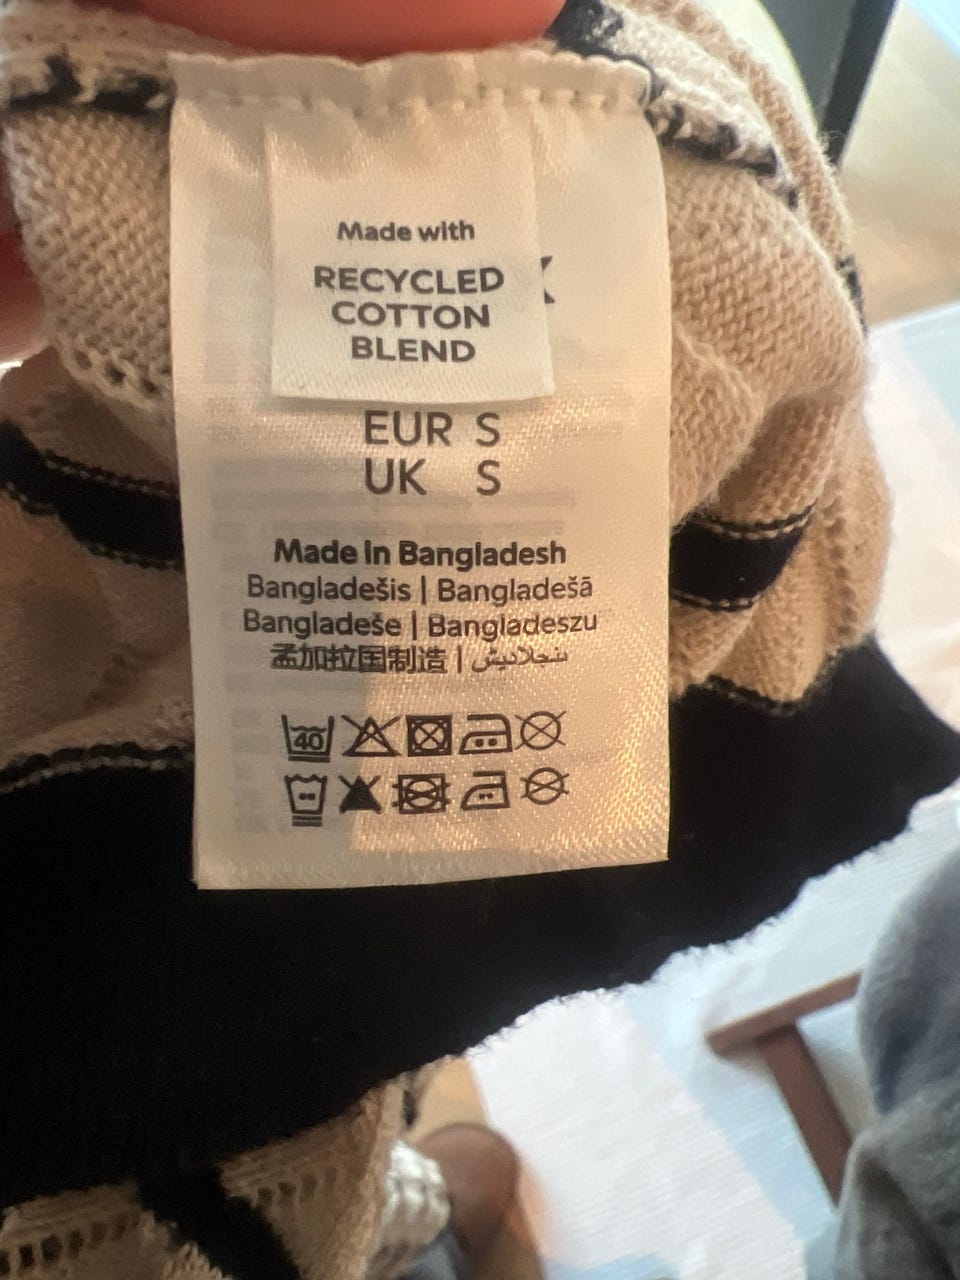 Made with
RECYCLED
COTTON
BLEND
EUR S
UK S
Made in Bangladesh
Bangladešis | Bangladešā
Bangladeše | Bangladeszu
孟加拉国制造 |
40